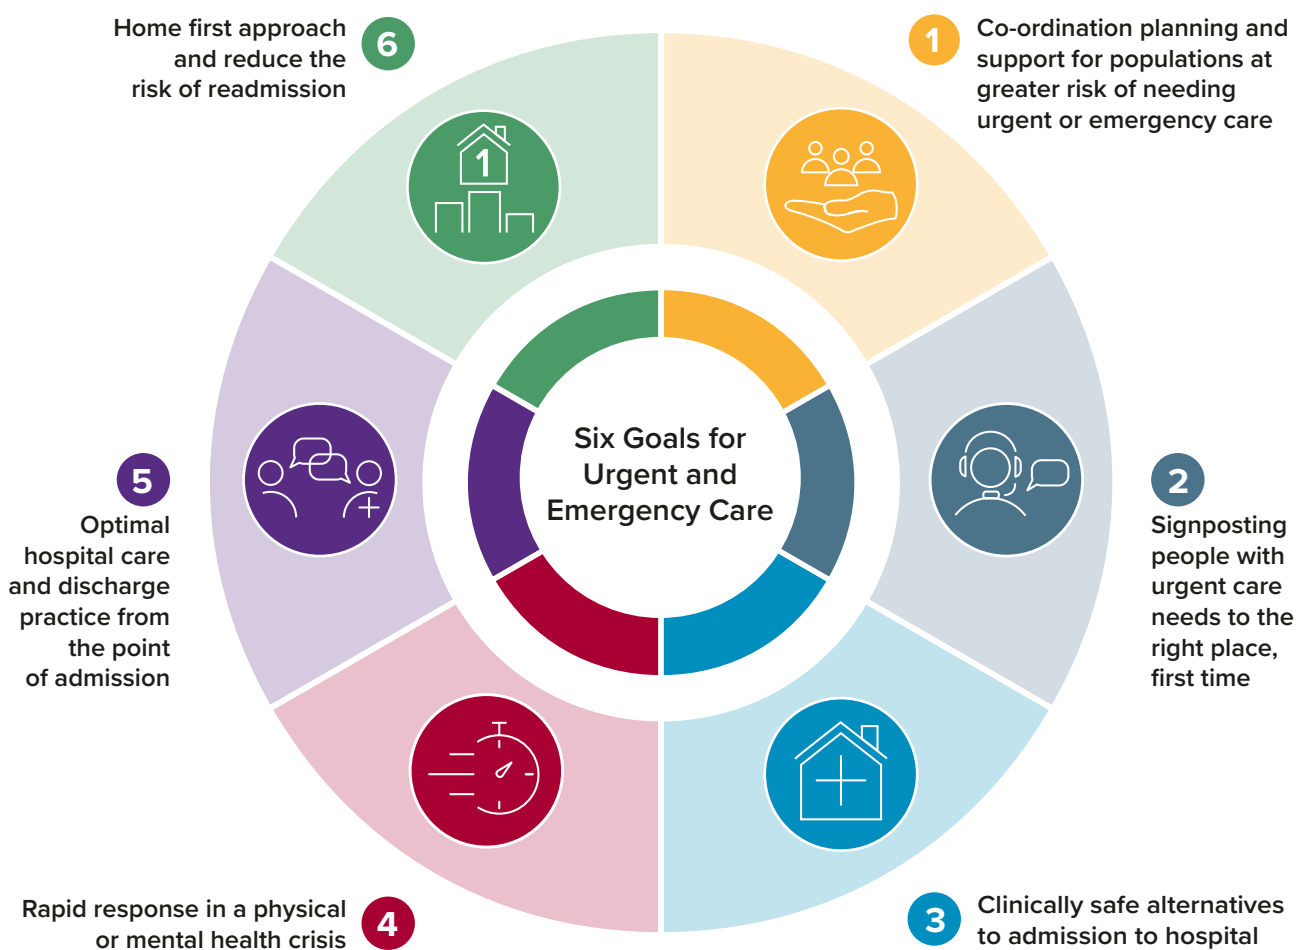 Six Goals for
Urgent and
Emergency Care
1
Co-ordination planning and
support for populations at
greater risk of needing
urgent or emergency care
2
Signposting
people with
urgent care
needs to the
right place,
first time
3
Clinically safe alternatives
to admission to hospital
4
Rapid response in a physical
or mental health crisis
5
Optimal
hospital care
and discharge
practice from
the point
of admission
6
Home first approach
and reduce the
risk of readmission
1